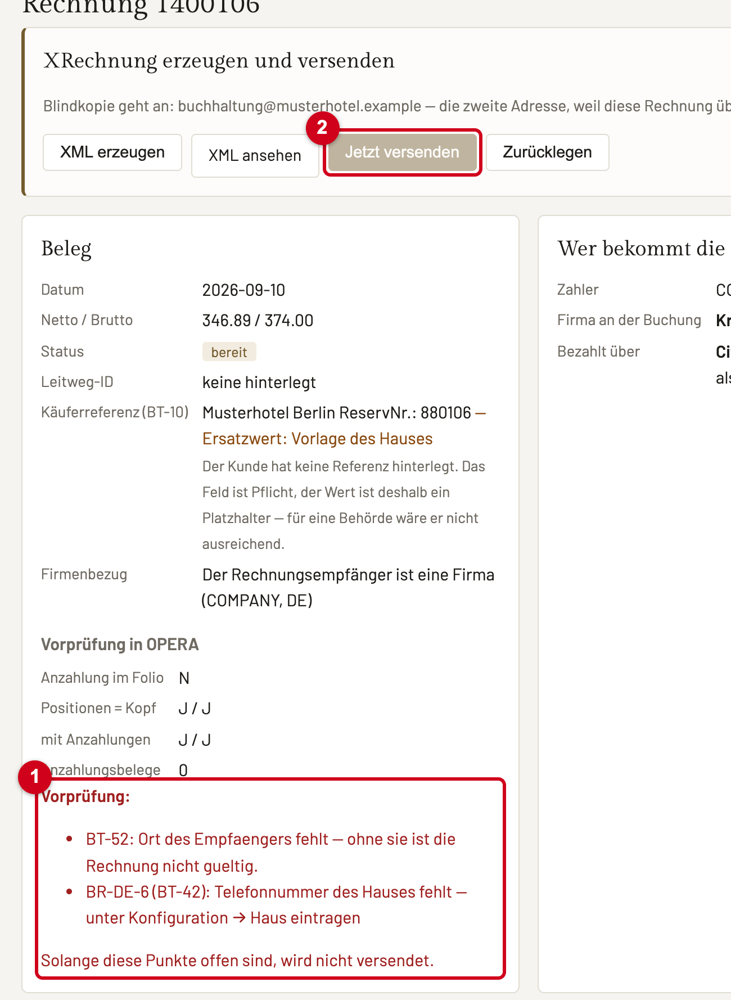 Rechnung 1400106
XRechnung erzeugen und versenden
Blindkopie geht an: buchhaltung@musterhotel.example – die zweite Adresse, weil diese Rechnung üb
2
XML erzeugen
XML ansehen
Jetzt versenden
Zurücklegen
Beleg
Datum 2026-09-10
Netto / Brutto 346.89 / 374.00
Status bereit
Leitweg-ID keine hinterlegt
Käuferreferenz (BT-10) Musterhotel Berlin ReservNr.: 880106 –
Ersatzwert: Vorlage des Hauses
Der Kunde hat keine Referenz hinterlegt. Das
Feld ist Pflicht, der Wert ist deshalb ein
Platzhalter – für eine Behörde wäre er nicht
ausreichend.
Firmenbezug Der Rechnungsempfänger ist eine Firma
(COMPANY, DE)
Vorprüfung in OPERA
Anzahlung im Folio N
Positionen = Kopf J / J
mit Anzahlungen J / J
nzahlungsbelege 0
1
Vorprüfung:
• BT-52: Ort des Empfaengers fehlt – ohne sie ist die
Rechnung nicht gueltig.
• BR-DE-6 (BT-42): Telefonnummer des Hauses fehlt –
unter Konfiguration → Haus eintragen
Solange diese Punkte offen sind, wird nicht versendet.
Wer bekommt die
Zahler CO
Firma an der Buchung Kr
Bezahlt über Ci
als